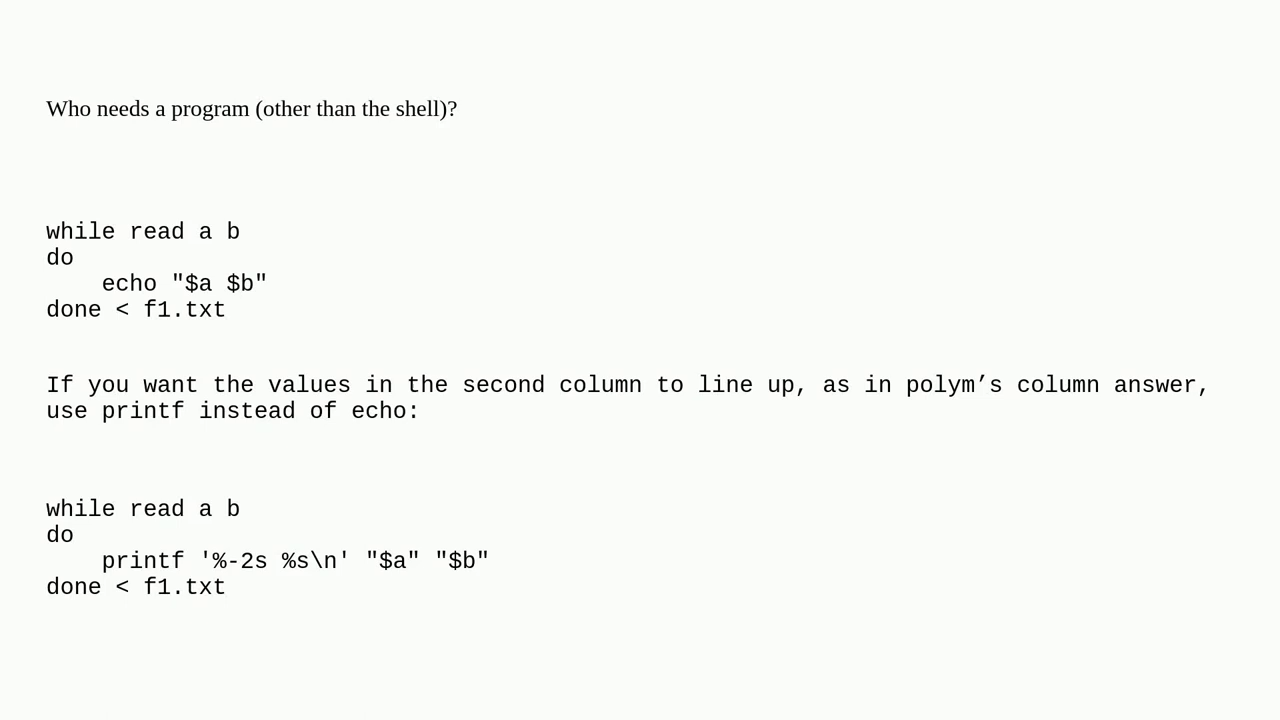 Who needs a program (other than the shell)?
while read a b
do
    echo "$a $b"
done < f1.txt
If you want the values in the second column to line up, as in polym’s column answer,
use printf instead of echo:
while read a b
do
    printf '%-2s %s\n' "$a" "$b"
done < f1.txt